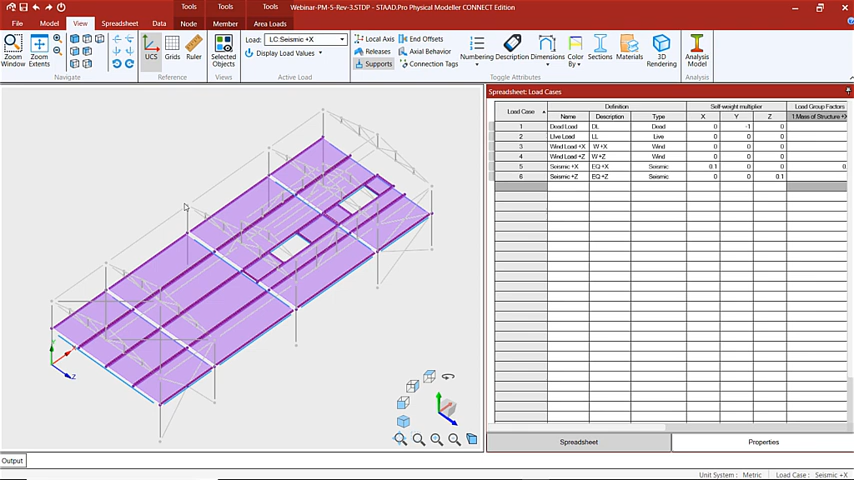 Tools Tools Tools Webinar-PM-5-Rev-3.STDP - STAAD.Pro Physical Modeller CONNECT Edition
File Model View Spreadsheet Data Node Member Area Loads
Zoom Window
Zoom Extents
Navigate
UCS Grids Ruler
Reference
Selected Objects
Views
Load: LC:Seismic +X
Display Load Values
Active Load
Local Axis End Offsets
Releases Axial Behavior
Supports Connection Tags
Numbering Description Dimensions Color By Sections Materials 3D Rendering
Toggle Attributes
Analysis Model
Analysis
Spreadsheet: Load Cases
Load Case Definition Self-weight multiplier Load Group Factors
Name Description Type X Y Z 1:Mass of Structure +X
1 Dead Load DL Dead 0 -1 0
2 Live Load LL Live 0 0 0
3 Wind Load +X W +X Wind 0 0 0
4 Wind Load +Z W +Z Wind 0 0 0
5 Seismic +X EQ +X Seismic 0.1 0 0 0.
6 Seismic +Z EQ +Z Seismic 0 0 0.1
Y
X
Z
Spreadsheet Properties
Output
Unit System: Metric Load Case: Seismic +X